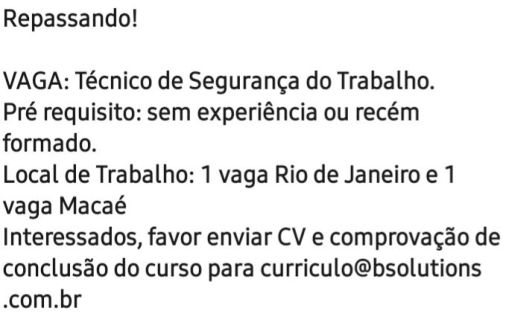 Repassando!
VAGA: Técnico de Segurança do Trabalho.
Pré requisito: sem experiência ou recém
formado.
Local de Trabalho: 1 vaga Rio de Janeiro e 1
vaga Macaé
Interessados, favor enviar CV e comprovação de
conclusão do curso para curriculo@bsolutions
.com.br